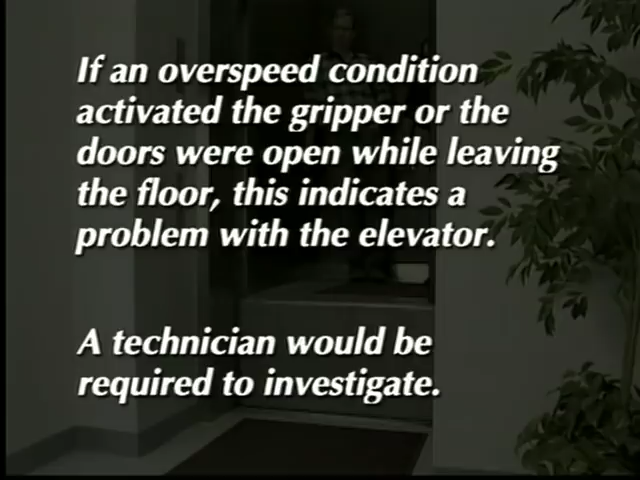 If an overspeed condition
activated the gripper or the
doors were open while leaving
the floor, this indicates a
problem with the elevator.
A technician would be
required to investigate.